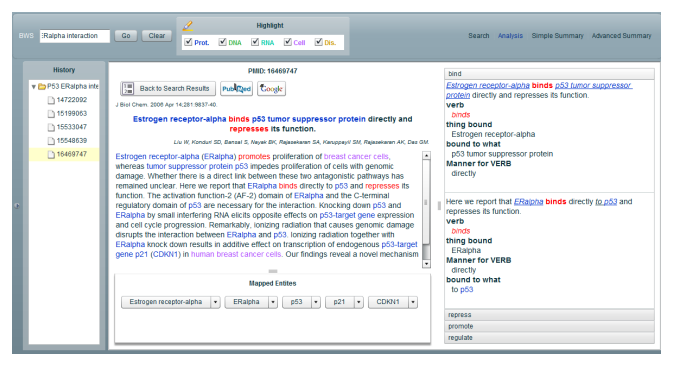 BWS :Ralpha interaction Go Clear
Highlight
Prot. DNA RNA Cell Dis.
Search Analysis Simple Summary Advanced Summary
History
P53 ERalpha inte
14722092
15199063
15533047
15548639
16469747
PMID: 16469747
Back to Search Results PubMed Google
J Biol Chem. 2006 Apr 14;281:9837-40.
Estrogen receptor-alpha binds p53 tumor suppressor protein directly and
represses its function.
Liu W, Konduri SD, Bansal S, Nayak BK, Rajasekaran SA, Karuppayil SM, Rajasekaran AK, Das GM.
Estrogen receptor-alpha (ERalpha) promotes proliferation of breast cancer cells,
whereas tumor suppressor protein p53 impedes proliferation of cells with genomic
damage. Whether there is a direct link between these two antagonistic pathways has
remained unclear. Here we report that ERalpha binds directly to p53 and represses its
function. The activation function-2 (AF-2) domain of ERalpha and the C-terminal
regulatory domain of p53 are necessary for the interaction. Knocking down p53 and
ERalpha by small interfering RNA elicits opposite effects on p53-target gene expression
and cell cycle progression. Remarkably, ionizing radiation that causes genomic damage
disrupts the interaction between ERalpha and p53. Ionizing radiation together with
ERalpha knock down results in additive effect on transcription of endogenous p53-target
gene p21 (CDKN1) in human breast cancer cells. Our findings reveal a novel mechanism
Mapped Entites
Estrogen receptor-alpha ERalpha p53 p21 CDKN1
bind
Estrogen receptor-alpha binds p53 tumor suppressor
protein directly and represses its function.
verb
binds
thing bound
Estrogen receptor-alpha
bound to what
p53 tumor suppressor protein
Manner for VERB
directly
Here we report that ERalpha binds directly to p53 and
represses its function.
verb
binds
thing bound
ERalpha
Manner for VERB
directly
bound to what
to p53
repress
promote
regulate